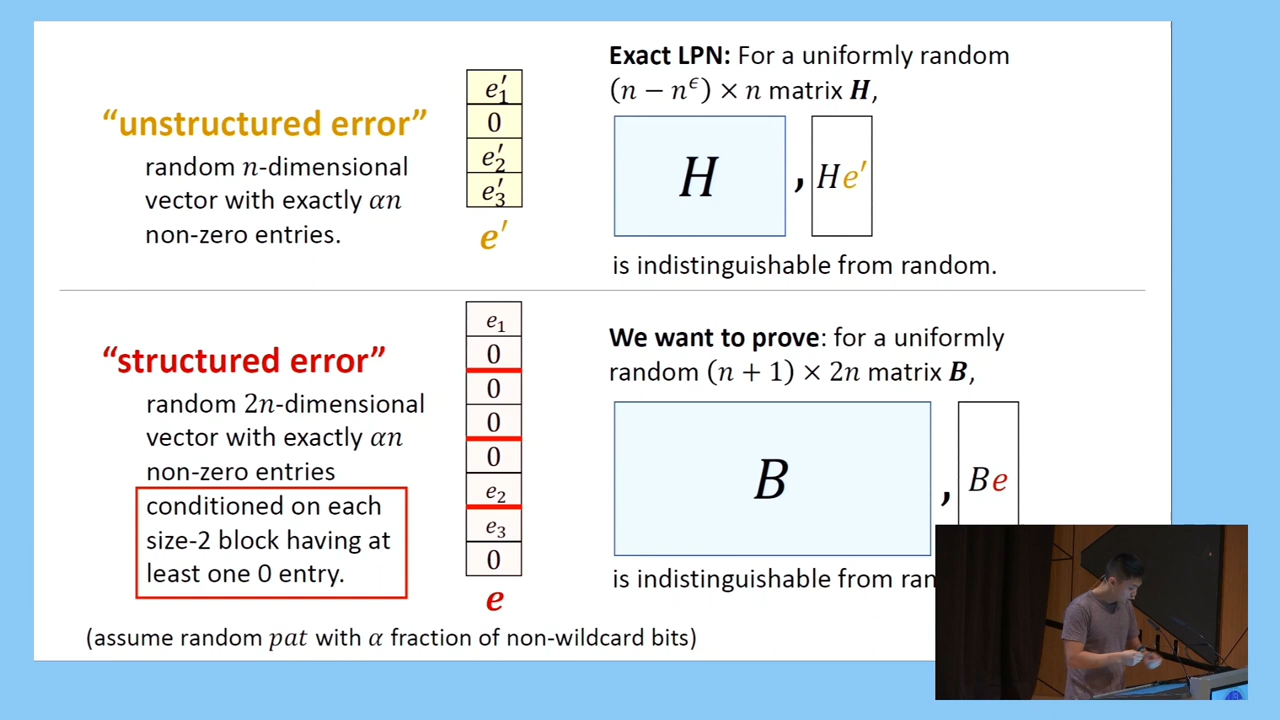 "unstructured error"
random n-dimensional
vector with exactly αn
non-zero entries.
e′₁
0
e′₂
e′₃
e′
Exact LPN: For a uniformly random
(n − n^ϵ) × n matrix H,
H , He′
is indistinguishable from random.
"structured error"
random 2n-dimensional
vector with exactly αn
non-zero entries
conditioned on each
size-2 block having at
least one 0 entry.
e₁
0
0
0
0
e₂
e₃
0
e
We want to prove: for a uniformly
random (n + 1) × 2n matrix B,
B , Be
is indistinguishable from
(assume random pat with α fraction of non-wildcard bits)